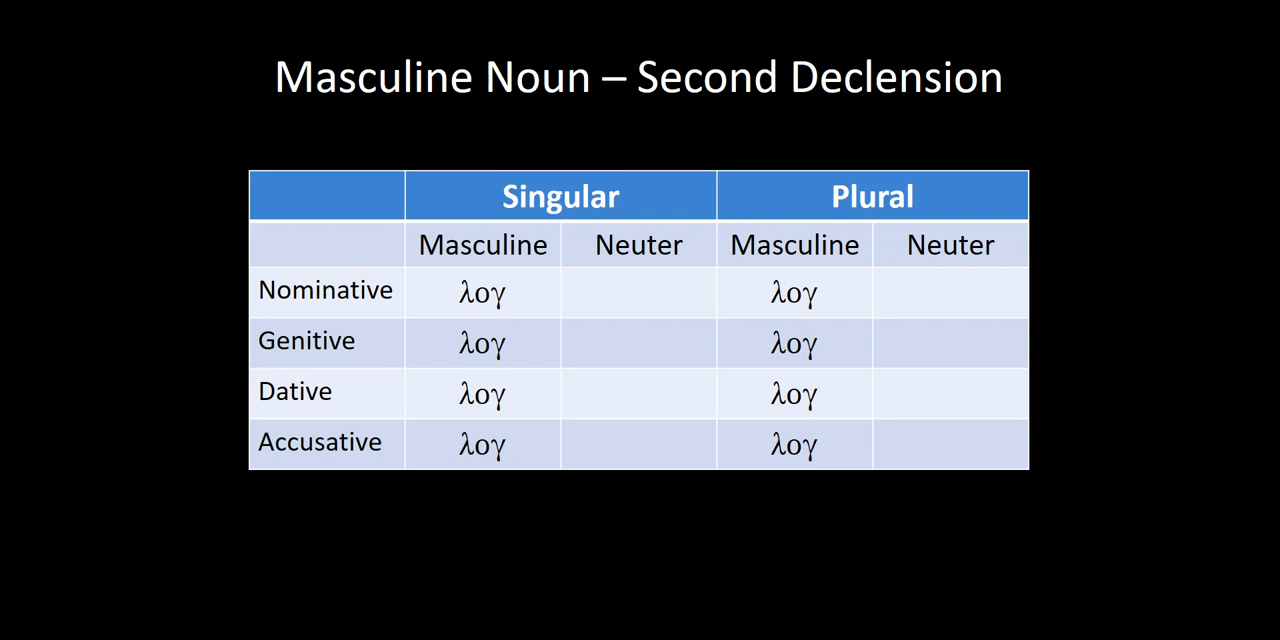 Masculine Noun – Second Declension
Singular Plural
Masculine Neuter Masculine Neuter
Nominative λογ λογ
Genitive λογ λογ
Dative λογ λογ
Accusative λογ λογ